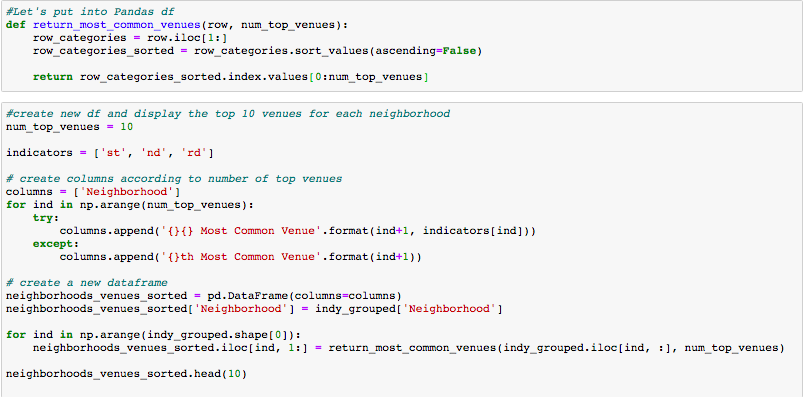 #Let's put into Pandas df
def return_most_common_venues(row, num_top_venues):
    row_categories = row.iloc[1:]
    row_categories_sorted = row_categories.sort_values(ascending=False)

    return row_categories_sorted.index.values[0:num_top_venues]

#create new df and display the top 10 venues for each neighborhood
num_top_venues = 10

indicators = ['st', 'nd', 'rd']

# create columns according to number of top venues
columns = ['Neighborhood']
for ind in np.arange(num_top_venues):
    try:
        columns.append('{}{} Most Common Venue'.format(ind+1, indicators[ind]))
    except:
        columns.append('{}th Most Common Venue'.format(ind+1))

# create a new dataframe
neighborhoods_venues_sorted = pd.DataFrame(columns=columns)
neighborhoods_venues_sorted['Neighborhood'] = indy_grouped['Neighborhood']

for ind in np.arange(indy_grouped.shape[0]):
    neighborhoods_venues_sorted.iloc[ind, 1:] = return_most_common_venues(indy_grouped.iloc[ind, :], num_top_venues)

neighborhoods_venues_sorted.head(10)